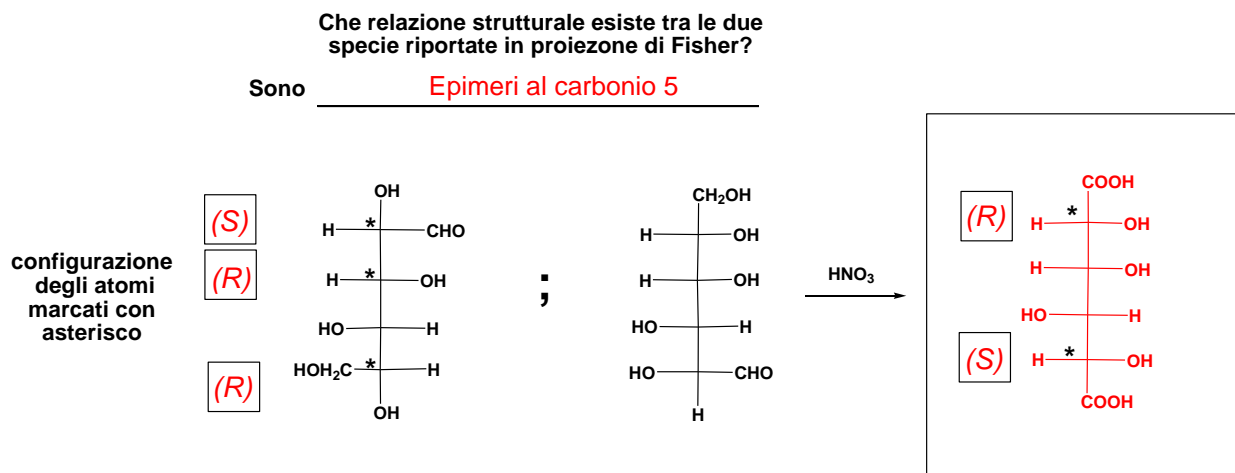 Che relazione strutturale esiste tra le due
specie riportate in proiezone di Fisher?
Sono Epimeri al carbonio 5
configurazione
degli atomi
marcati con
asterisco
(S)
(R)
(R)
OH
H * CHO
H * OH
HO H
HOH2C * H
OH
;
CH2OH
H OH
H OH
HO H
HO CHO
H
HNO3
(R)
(S)
COOH
H * OH
H OH
HO H
H * OH
COOH